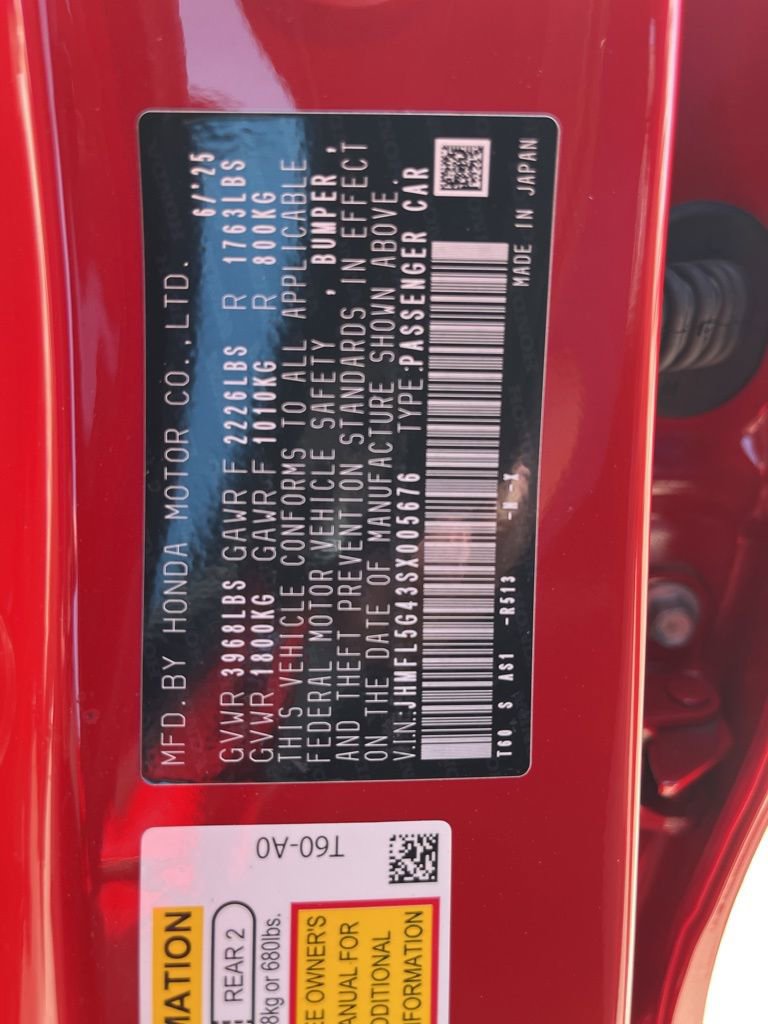 MFD. BY HONDA MOTOR CO., LTD. 6/'25
GVWR 3968LBS GAWR F 2226LBS R 1763LBS
GVWR 1800KG GAWR F 1010KG R 800KG
THIS VEHICLE CONFORMS TO ALL APPLICABLE
FEDERAL MOTOR VEHICLE SAFETY , BUMPER ,
AND THEFT PREVENTION STANDARDS IN EFFECT
ON THE DATE OF MANUFACTURE SHOWN ABOVE.
V.I.N.:JHMFL5G43SX005676 TYPE:PASSENGER CAR
T60 S AS1 -R513 -N -Z MADE IN JAPAN
T60-A0
MATION
REAR 2
8kg or 680lbs.
EE OWNER'S
ANUAL FOR
DDITIONAL
NFORMATION